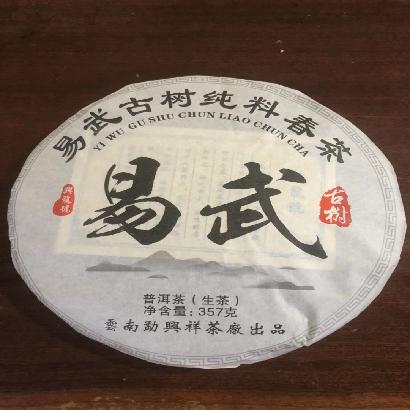 易武古树纯料春茶
YI WU GU SHU CHUN LIAO CHUN CHA
易武
古樹
普洱茶（生茶）
净含量：357克
雲南勐興祥茶廠出品